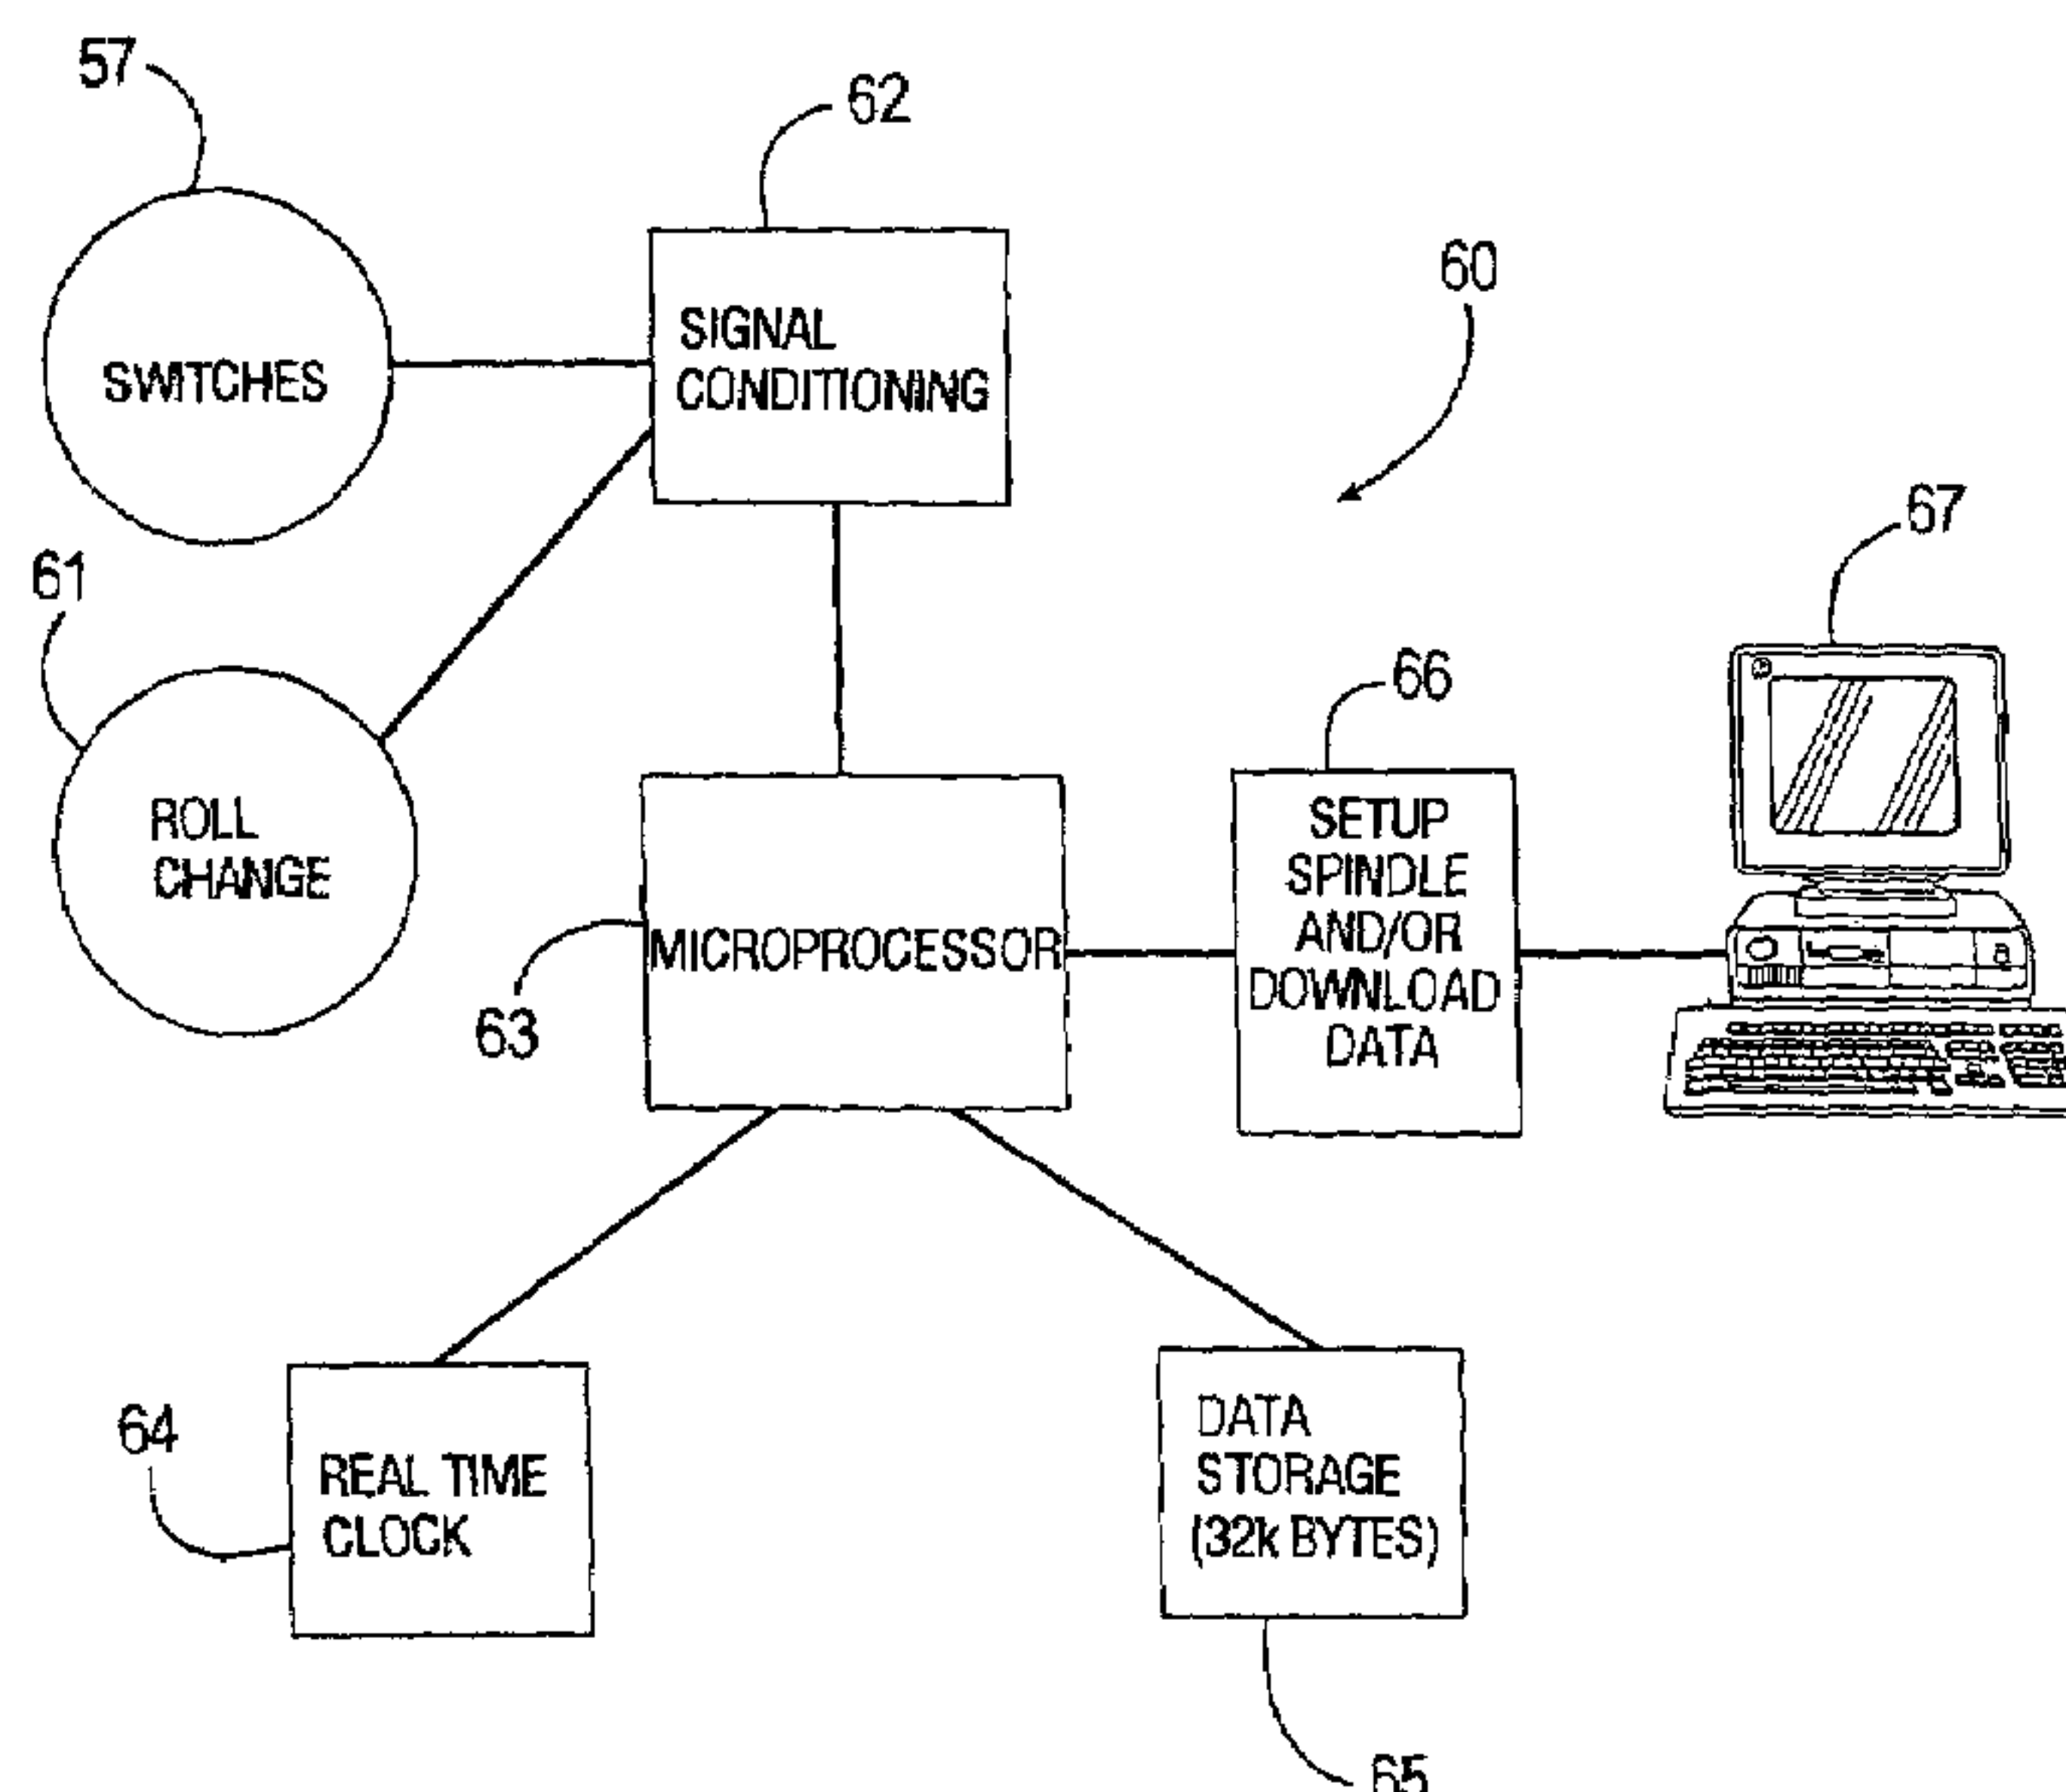 57
62
60
SIGNAL
CONDITIONING
SWITCHES
67
61
66
ROLL
CHANGE
SETUP
SPINDLE
AND/OR
DOWNLOAD
DATA
MICROPROCESSOR
63
64
REAL TIME
CLOCK
DATA
STORAGE
(32k BYTES)
65